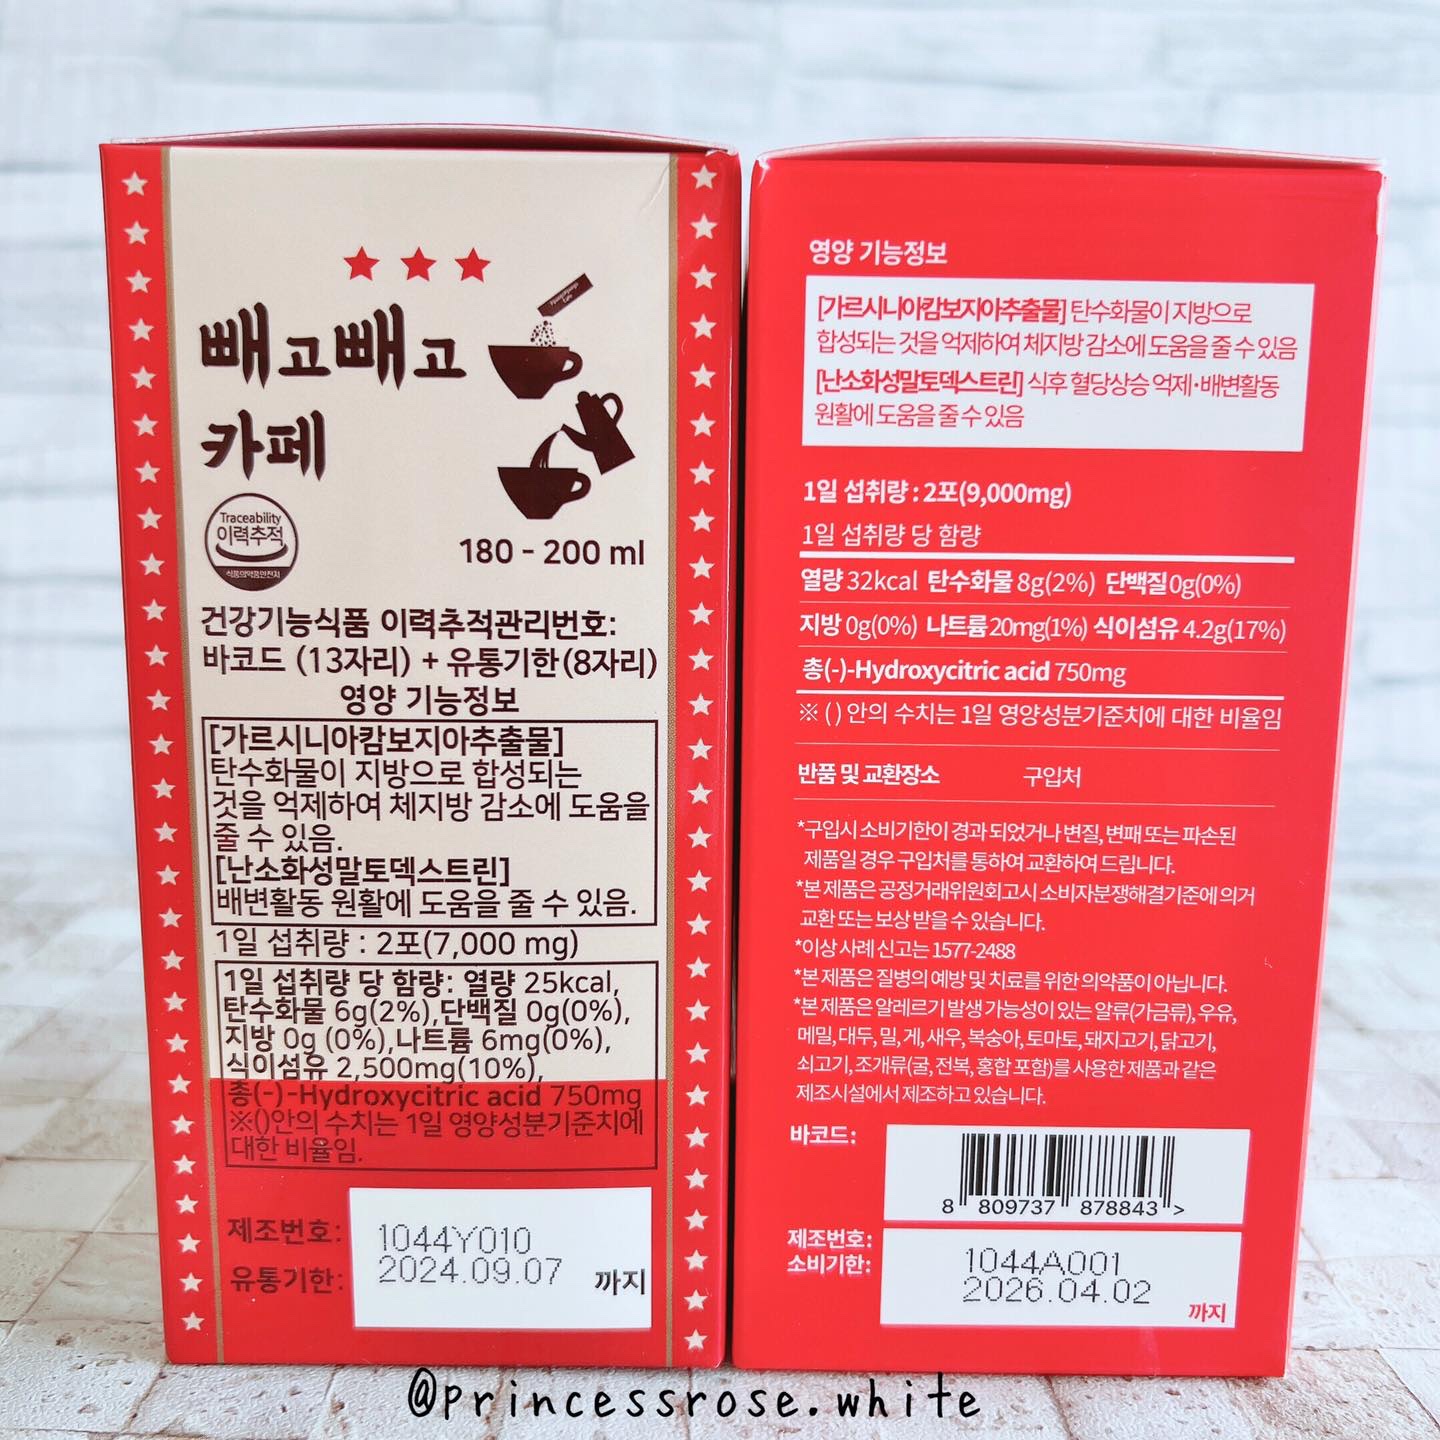 빼고빼고
카페
Traceability
이력추적
식품의약품안전처
180 - 200 ml
건강기능식품 이력추적관리번호:
바코드 (13자리) + 유통기한(8자리)
영양 기능정보
[가르시니아캄보지아추출물]
탄수화물이 지방으로 합성되는
것을 억제하여 체지방 감소에 도움을
줄 수 있음.
[난소화성말토덱스트린]
배변활동 원활에 도움을 줄 수 있음.
1일 섭취량 : 2포(7,000 mg)
1일 섭취량 당 함량: 열량 25kcal,
탄수화물 6g(2%),단백질 0g(0%),
지방 0g (0%),나트륨 6mg(0%),
식이섬유 2,500mg(10%),
총(-)-Hydroxycitric acid 750mg
※()안의 수치는 1일 영양성분기준치에
대한 비율임.
제조번호: 1044Y010
유통기한: 2024.09.07 까지
영양 기능정보
[가르시니아캄보지아추출물] 탄수화물이 지방으로
합성되는 것을 억제하여 체지방 감소에 도움을 줄 수 있음
[난소화성말토덱스트린] 식후 혈당상승 억제·배변활동
원활에 도움을 줄 수 있음
1일 섭취량 : 2포(9,000mg)
1일 섭취량 당 함량
열량 32kcal 탄수화물 8g(2%) 단백질 0g(0%)
지방 0g(0%) 나트륨 20mg(1%) 식이섬유 4.2g(17%)
총(-)-Hydroxycitric acid 750mg
※ ( ) 안의 수치는 1일 영양성분기준치에 대한 비율임
반품 및 교환장소 구입처
*구입시 소비기한이 경과 되었거나 변질, 변패 또는 파손된
제품일 경우 구입처를 통하여 교환하여 드립니다.
*본 제품은 공정거래위원회고시 소비자분쟁해결기준에 의거
교환 또는 보상 받을 수 있습니다.
*이상 사례 신고는 1577-2488
*본 제품은 질병의 예방 및 치료를 위한 의약품이 아닙니다.
*본 제품은 알레르기 발생 가능성이 있는 알류(가금류), 우유,
메밀, 대두, 밀, 게, 새우, 복숭아, 토마토, 돼지고기, 닭고기,
쇠고기, 조개류(굴, 전복, 홍합 포함)를 사용한 제품과 같은
제조시설에서 제조하고 있습니다.
바코드:
8 809737 878843 >
제조번호: 1044A001
소비기한: 2026.04.02 까지
@princessrose.white